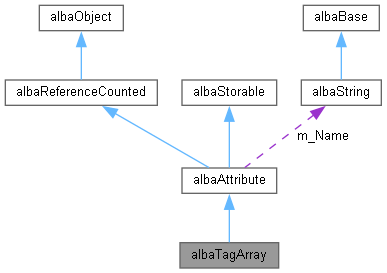 albaObject
albaBase
albaReferenceCounted
albaStorable
albaString
m_Name
albaAttribute
albaTagArray